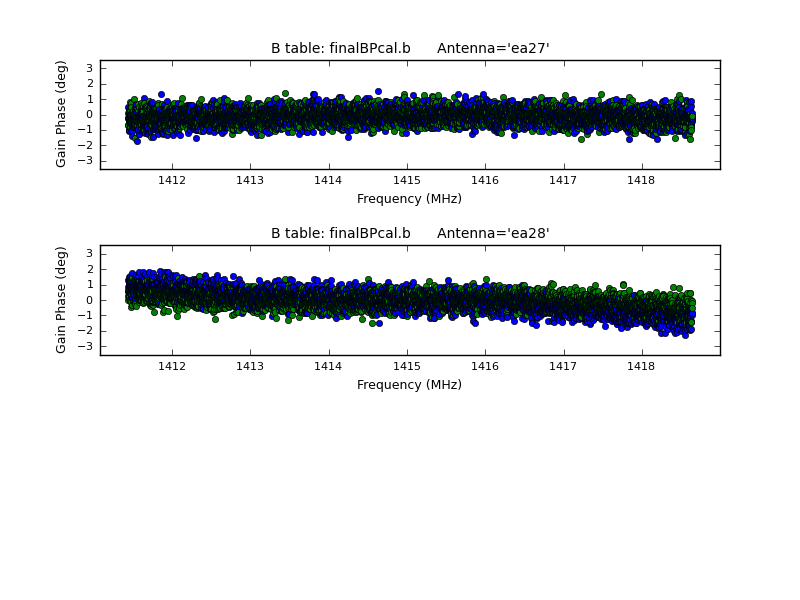 B table: finalBPcal.b      Antenna='ea27'
Gain Phase (deg)
3
2
1
0
−1
−2
−3
1412 1413 1414 1415 1416 1417 1418
Frequency (MHz)
B table: finalBPcal.b      Antenna='ea28'
Gain Phase (deg)
3
2
1
0
−1
−2
−3
1412 1413 1414 1415 1416 1417 1418
Frequency (MHz)